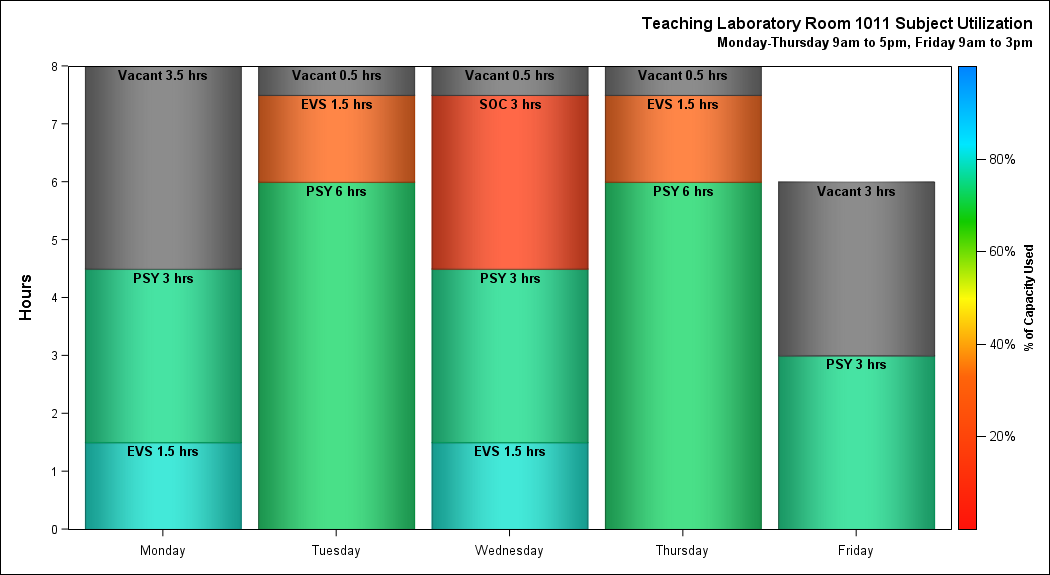 Teaching Laboratory Room 1011 Subject Utilization
Monday-Thursday 9am to 5pm, Friday 9am to 3pm
Hours
8
7
6
5
4
3
2
1
0
Vacant 3.5 hrs
PSY 3 hrs
EVS 1.5 hrs
Vacant 0.5 hrs
EVS 1.5 hrs
PSY 6 hrs
Vacant 0.5 hrs
SOC 3 hrs
PSY 3 hrs
EVS 1.5 hrs
Vacant 0.5 hrs
EVS 1.5 hrs
PSY 6 hrs
Vacant 3 hrs
PSY 3 hrs
Monday
Tuesday
Wednesday
Thursday
Friday
80%
60%
40%
20%
% of Capacity Used